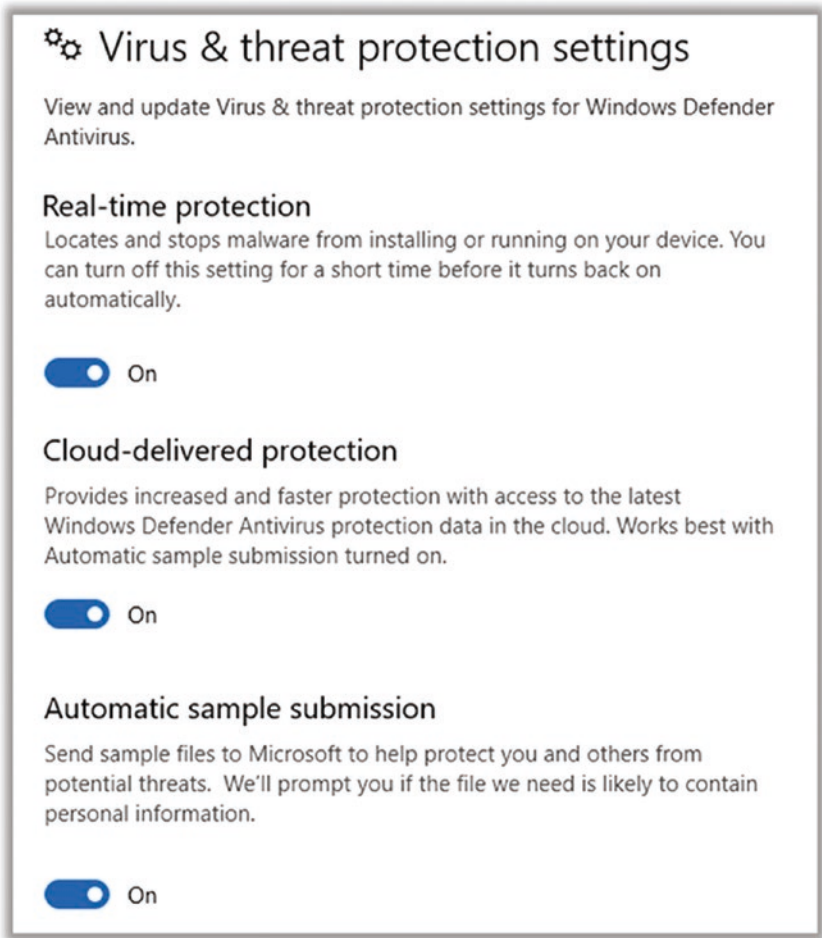 Virus & threat protection settings
View and update Virus & threat protection settings for Windows Defender
Antivirus.
Real-time protection
Locates and stops malware from installing or running on your device. You
can turn off this setting for a short time before it turns back on
automatically.
On
Cloud-delivered protection
Provides increased and faster protection with access to the latest
Windows Defender Antivirus protection data in the cloud. Works best with
Automatic sample submission turned on.
On
Automatic sample submission
Send sample files to Microsoft to help protect you and others from
potential threats. We'll prompt you if the file we need is likely to contain
personal information.
On